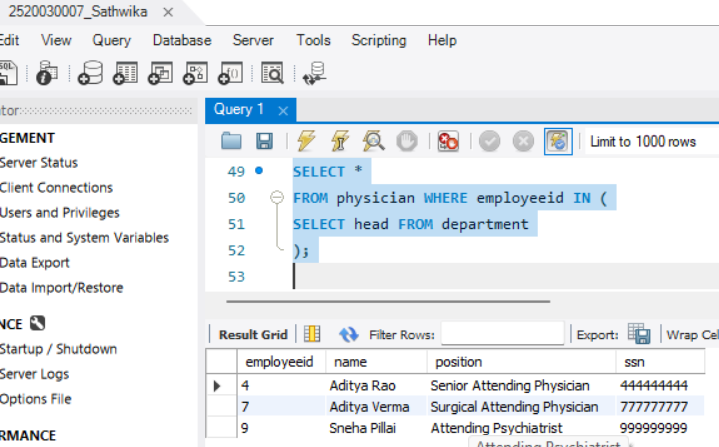 2520030007_Sathwika ×
Edit View Query Database Server Tools Scripting Help
SQL
Query 1 ×
GEMENT
Server Status
Client Connections
Users and Privileges
Status and System Variables
Data Export
Data Import/Restore
NCE
Startup / Shutdown
Server Logs
Options File
RMANCE
Limit to 1000 rows
49 SELECT *
50 FROM physician WHERE employeeid IN (
51 SELECT head FROM department
52 );
53
Result Grid Filter Rows: Export: Wrap Cel
employeeid name position ssn
4 Aditya Rao Senior Attending Physician 444444444
7 Aditya Verma Surgical Attending Physician 777777777
9 Sneha Pillai Attending Psychiatrist 999999999
Attending Psychiatrist